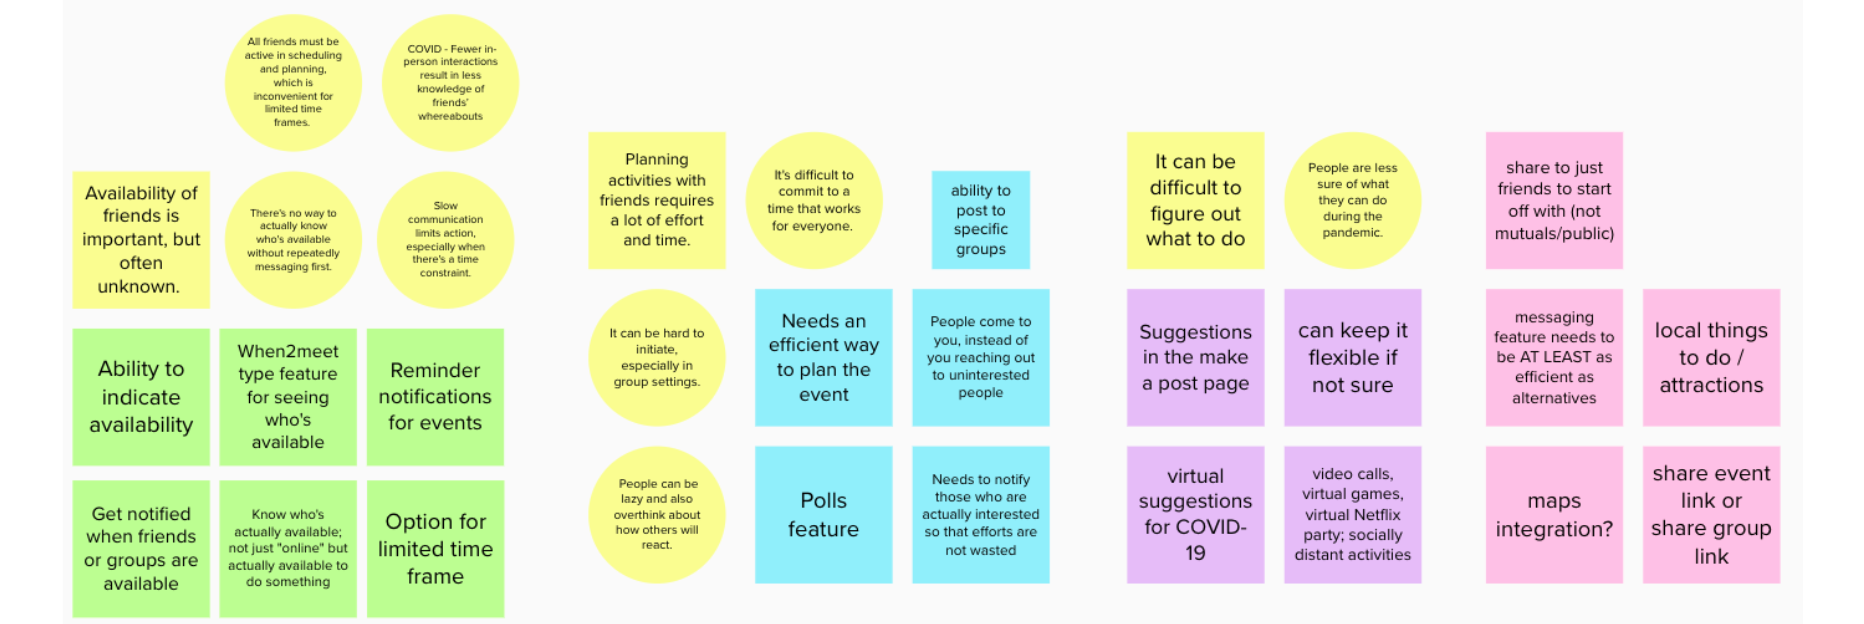 All friends must be
active in scheduling
and planning,
which is
inconvenient for
limited time
frames.
COVID - Fewer in-
person interactions
result in less
knowledge of
friends'
whereabouts
Availability of
friends is
important, but
often
unknown.
There's no way to
actually know
who's available
without repeatedly
messaging first.
Slow
communication
limits action,
especially when
there's a time
constraint.
Ability to
indicate
availability
When2meet
type feature
for seeing
who's
available
Reminder
notifications
for events
Get notified
when friends
or groups are
available
Know who's
actually available;
not just "online" but
actually available to
do something
Option for
limited time
frame
Planning
activities with
friends requires
a lot of effort
and time.
It's difficult to
commit to a
time that works
for everyone.
ability to
post to
specific
groups
It can be hard to
initiate,
especially in
group settings.
Needs an
efficient way
to plan the
event
People come to
you, instead of
you reaching out
to uninterested
people
People can be
lazy and also
overthink about
how others will
react.
Polls
feature
Needs to notify
those who are
actually interested
so that efforts are
not wasted
It can be
difficult to
figure out
what to do
People are less
sure of what
they can do
during the
pandemic.
Suggestions
in the make
a post page
can keep it
flexible if
not sure
virtual
suggestions
for COVID-
19
video calls,
virtual games,
virtual Netflix
party; socially
distant activities
share to just
friends to start
off with (not
mutuals/public)
messaging
feature needs to
be AT LEAST as
efficient as
alternatives
local things
to do /
attractions
maps
integration?
share event
link or
share group
link